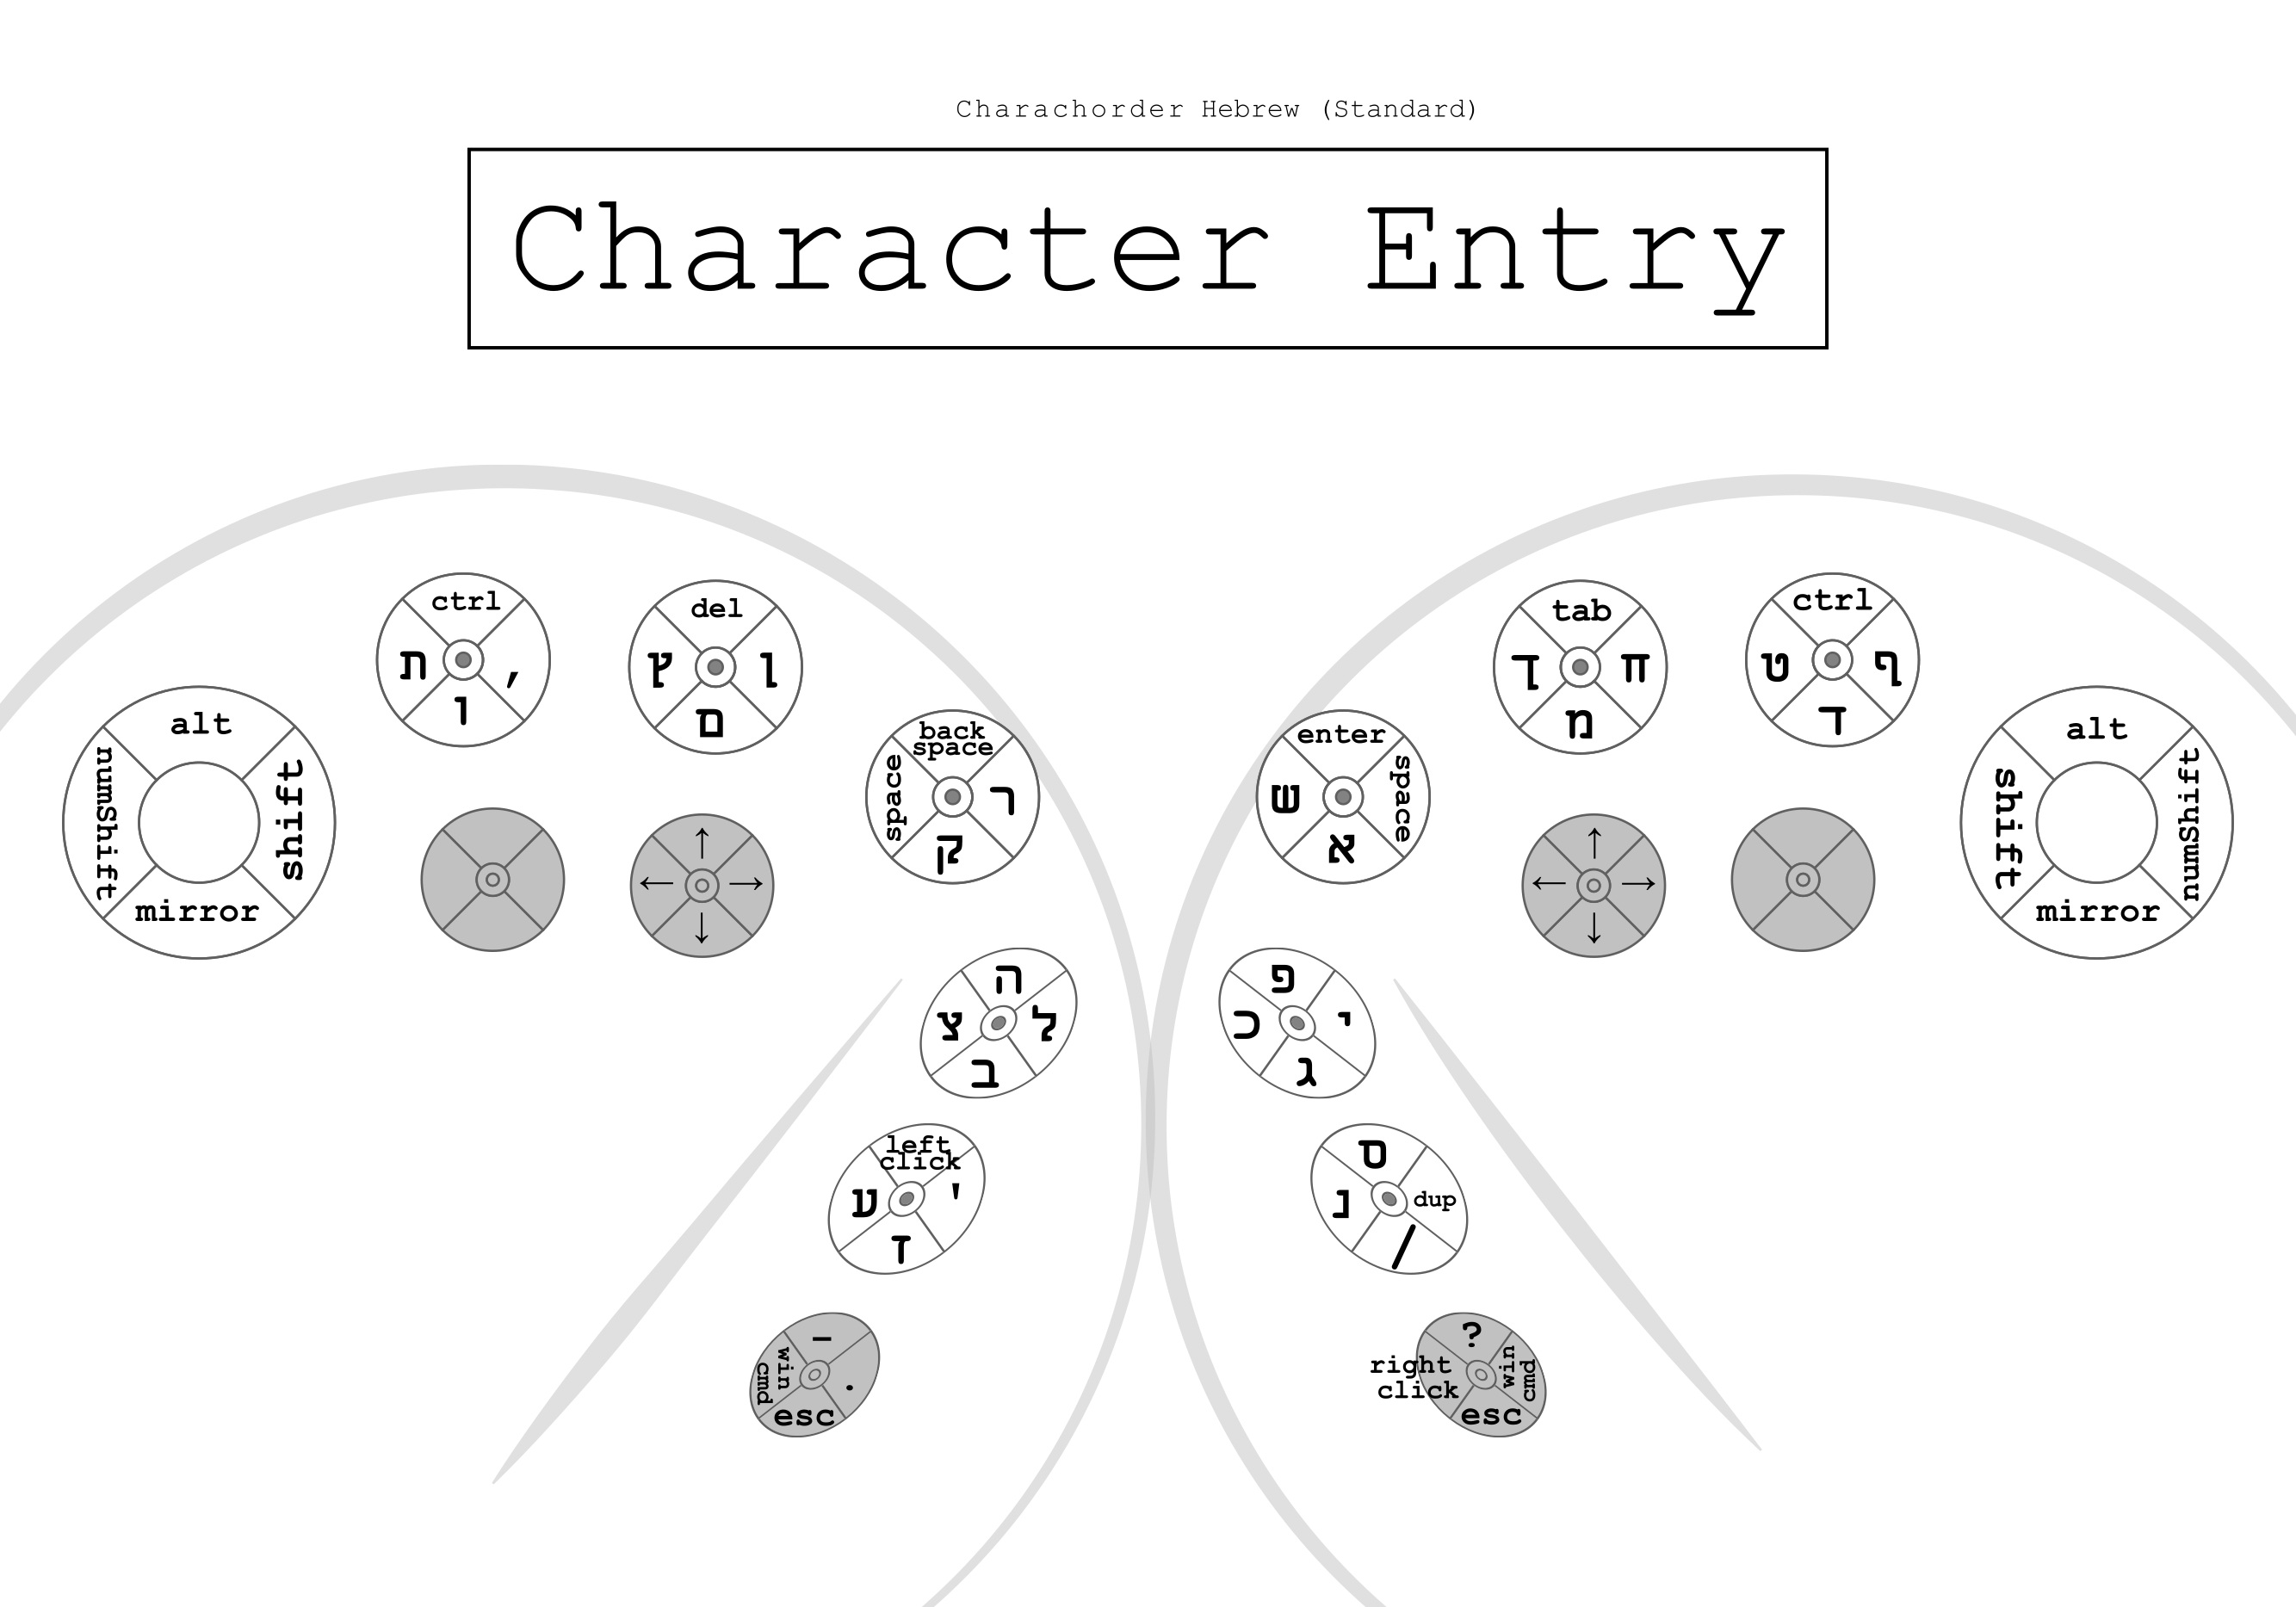 Charachorder Hebrew (Standard)
Character Entry
ctrl
ת
,
ו
del
ץ
ן
ם
tab
ך
ח
מ
ctrl
ט
ף
ד
alt
numShift
shift
mirror
back
space
space
ר
ק
enter
ש
space
א
alt
shift
numShift
mirror
↑
← →
↓
↑
← →
↓
ה
צ
ל
ב
פ
כ
י
ג
left
click
ע
'
ז
ס
נ
dup
/
-
win
cmd
.
esc
?
right
click
win
cmd
esc